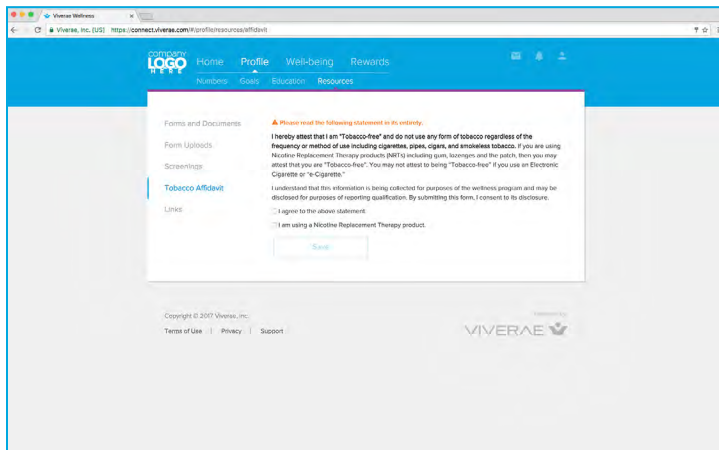 Viverae Wellness
Viverae, Inc. [US] https://connect.viverae.com/#/profile/resources/affidavit
company
LOGO
HERE
Home Profile Well-being Rewards
Numbers Goals Education Resources
Forms and Documents
Form Uploads
Screenings
Tobacco Affidavit
Links
Please read the following statement in its entirety.
I hereby attest that I am "Tobacco-free" and do not use any form of tobacco regardless of the
frequency or method of use including cigarettes, pipes, cigars, and smokeless tobacco. If you are using
Nicotine Replacement Therapy products (NRTs) including gum, lozenges and the patch, then you may
attest that you are "Tobacco-free". You may not attest to being "Tobacco-free" if you use an Electronic
Cigarette or "e-Cigarette."
I understand that this information is being collected for purposes of the wellness program and may be
disclosed for purposes of reporting qualification. By submitting this form, I consent to its disclosure.
I agree to the above statement.
I am using a Nicotine Replacement Therapy product.
Save
Copyright © 2017 Viverae, Inc.
Terms of Use | Privacy | Support
Powered by
VIVERAE